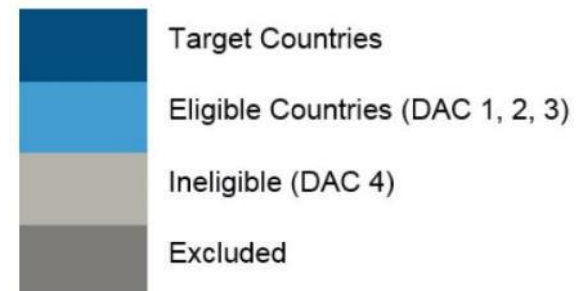 Target Countries
Eligible Countries (DAC 1, 2, 3)
Ineligible (DAC 4)
Excluded